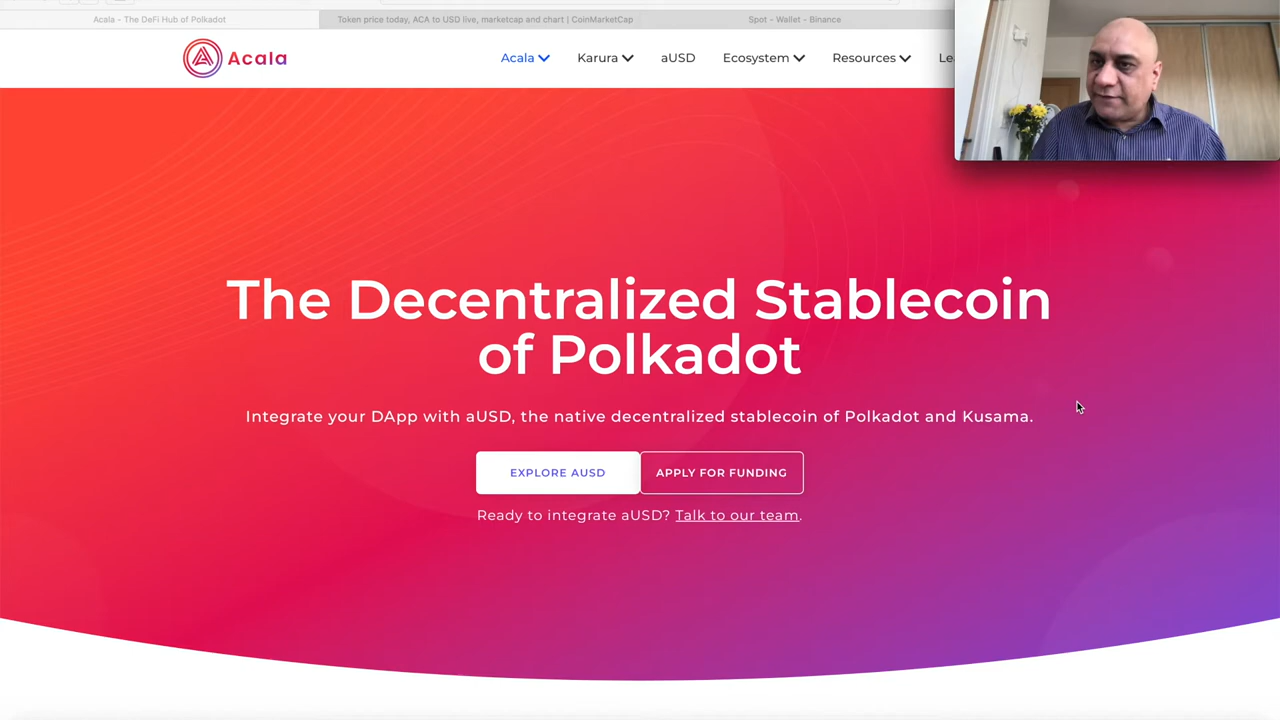 Acala - The DeFi Hub of Polkadot
Token price today, ACA to USD live, marketcap and chart | CoinMarketCap
Spot - Wallet - Binance
Acala
Acala
Karura
aUSD
Ecosystem
Resources
The Decentralized Stablecoin
of Polkadot
Integrate your DApp with aUSD, the native decentralized stablecoin of Polkadot and Kusama.
EXPLORE AUSD
APPLY FOR FUNDING
Ready to integrate aUSD? Talk to our team.